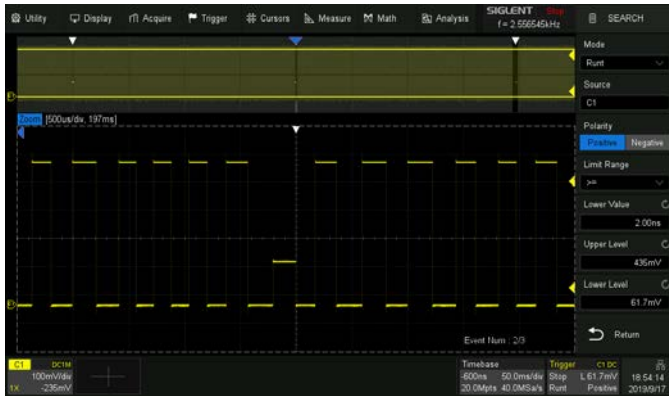 Utility Display Acquire Trigger Cursors Measure Math Analysis
SIGLENT Stop
f = 2.556545kHz
SEARCH
Mode
Runt
Source
C1
Polarity
Positive Negative
Limit Range
>=
Lower Value
2.00ns
Upper Level
435mV
Lower Level
61.7mV
Return
Zoom [500us/div, 197ms]
Event Num : 2/3
C1 DC1M
100mV/div
1X -235mV
Timebase
-600ns 50.0ms/div
20.0Mpts 40.0MSa/s
Trigger C1 DC
Stop L 61.7mV
Runt Positive
18:54:14
2019/9/17